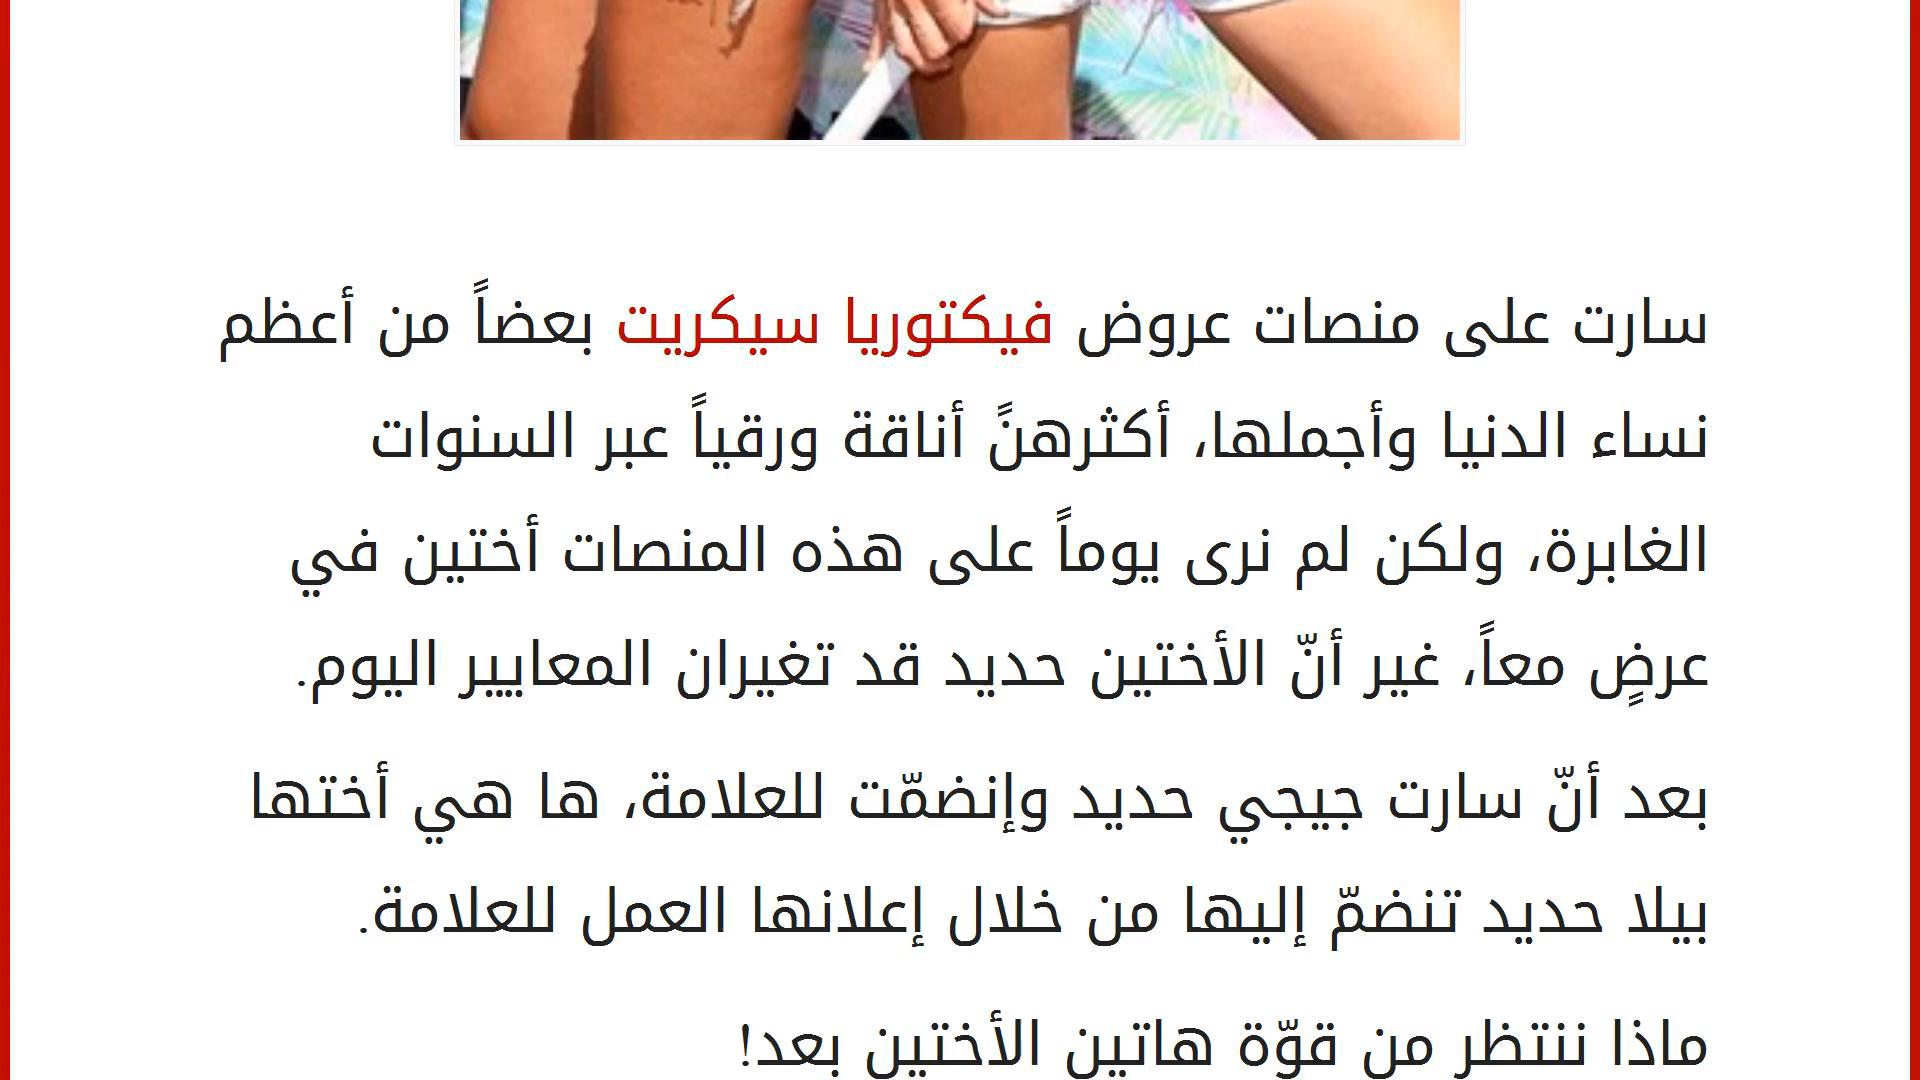 سارت على منصات عروض فيكتوريا سيكريت بعضاً من أعظم
نساء الدنيا وأجملها، أكثرهنً أناقة ورقياً عبر السنوات
الغابرة، ولكن لم نرى يوماً على هذه المنصات أختين في
عرضٍ معاً، غير أنّ الأختين حديد قد تغيران المعايير اليوم.
بعد أنّ سارت جيجي حديد وإنضمّت للعلامة، ها هي أختها
بيلا حديد تنضمّ إليها من خلال إعلانها العمل للعلامة.
ماذا ننتظر من قوّة هاتين الأختين بعد!